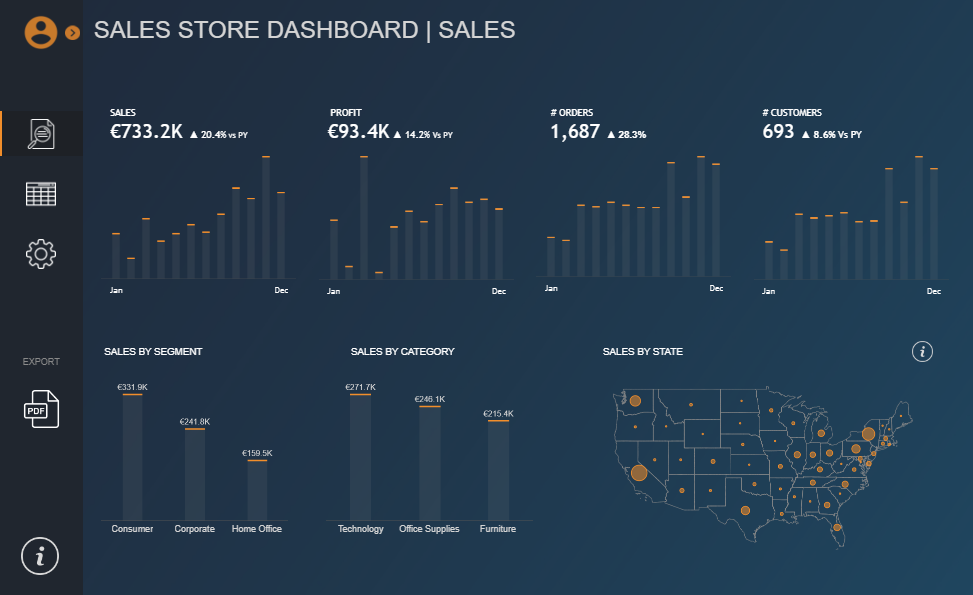 SALES STORE DASHBOARD | SALES
SALES
€733.2K ▲ 20.4% Vs PY
PROFIT
€93.4K ▲ 14.2% Vs PY
# ORDERS
1,687 ▲ 28.3%
# CUSTOMERS
693 ▲ 8.6% Vs PY
Jan Dec
Jan Dec
Jan Dec
Jan Dec
EXPORT
PDF
SALES BY SEGMENT
€331.9K
€241.8K
€159.5K
Consumer Corporate Home Office
SALES BY CATEGORY
€271.7K
€246.1K
€215.4K
Technology Office Supplies Furniture
SALES BY STATE
i
i